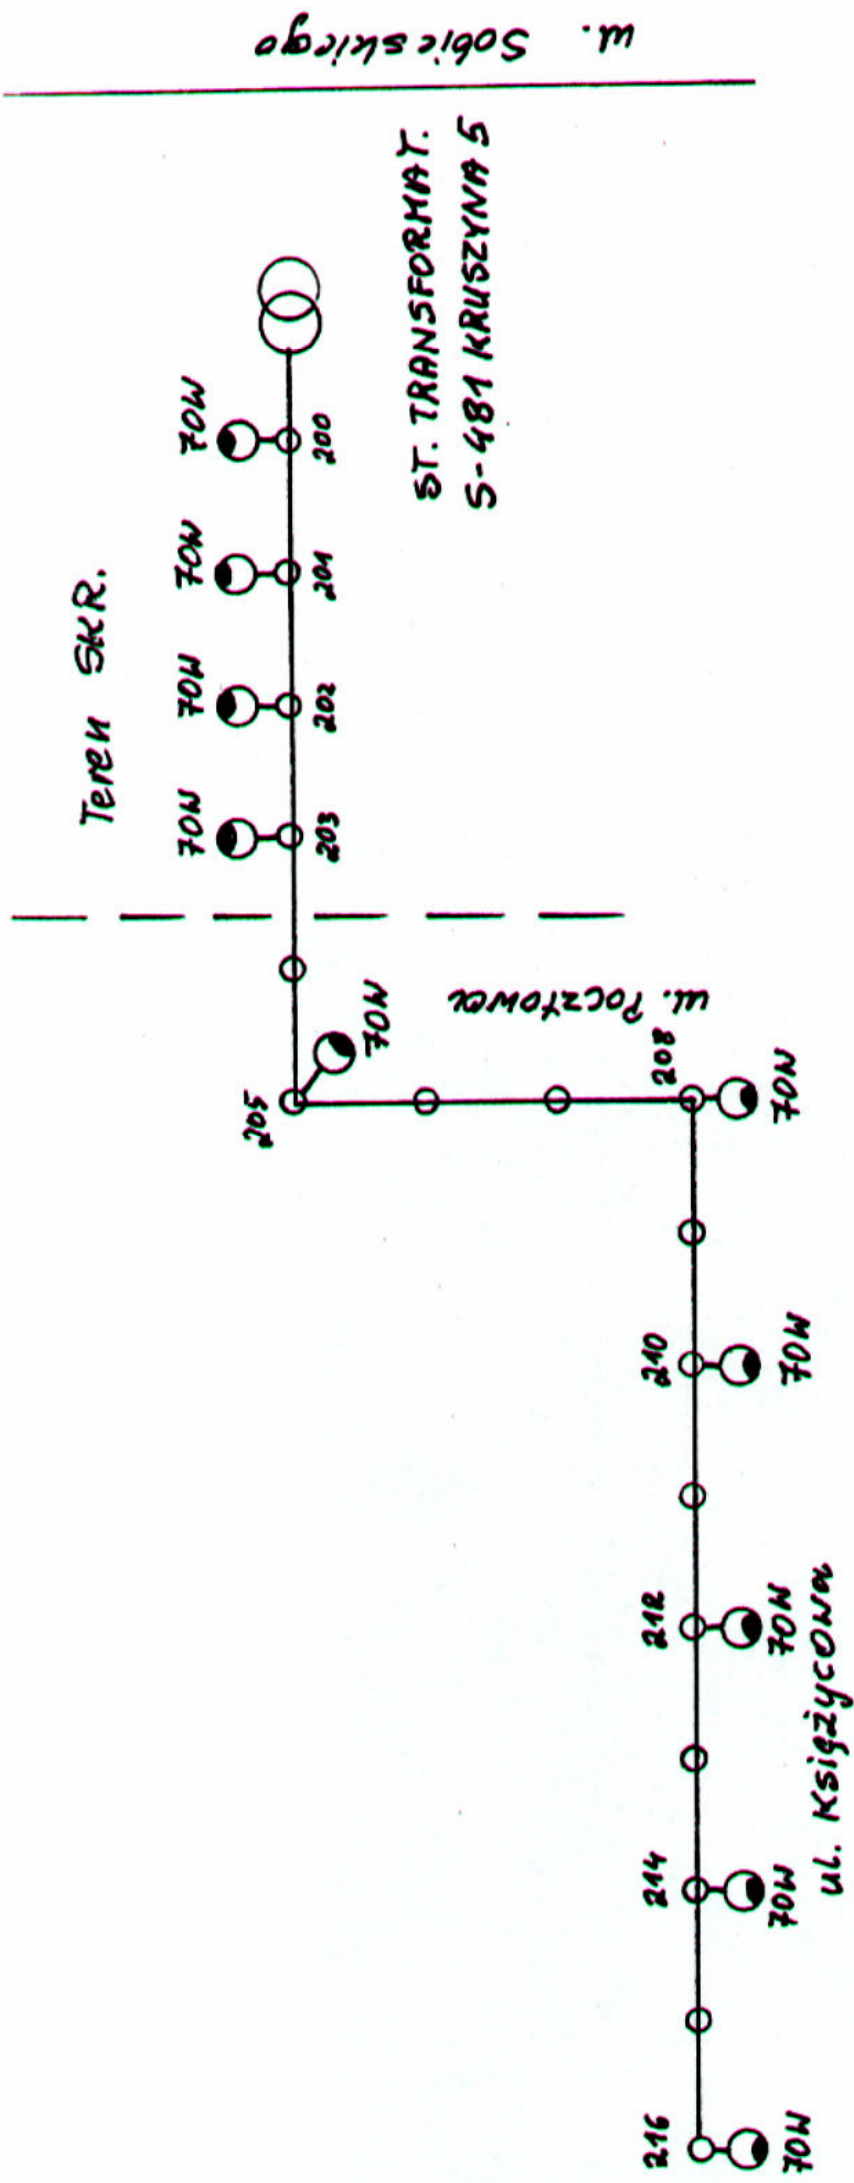 ul. Sobieskiego
ST. TRANSFORMAT.
S-481 KRUSZYNA 5
Teren SKR.
70W
200
70W
201
70W
202
70W
203
ul. Pocztowa
205
70W
208
70W
210
70W
212
70W
214
70W
216
70W
ul. Księżycowa